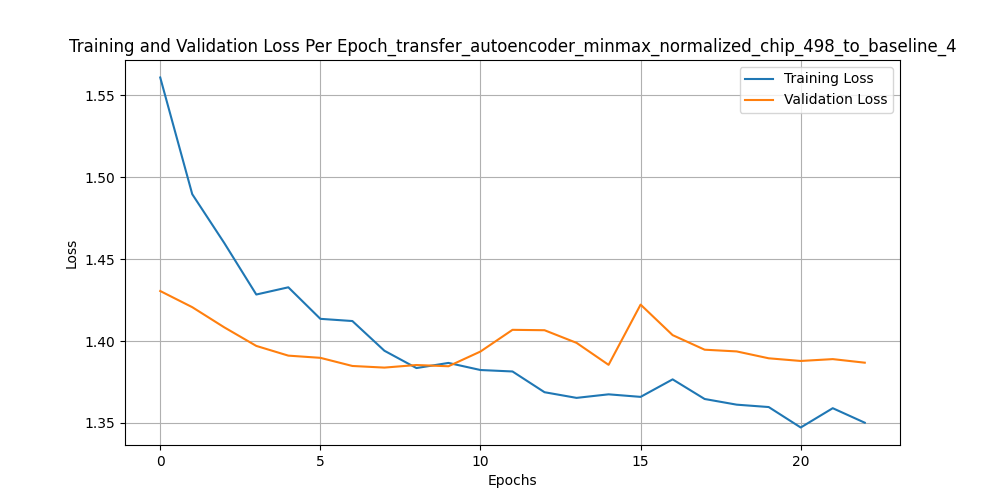 Training and Validation Loss Per Epoch_transfer_autoencoder_minmax_normalized_chip_498_to_baseline_4
Training Loss
Validation Loss
1.55
1.50
1.45
1.40
1.35
Loss
0
5
10
15
20
Epochs